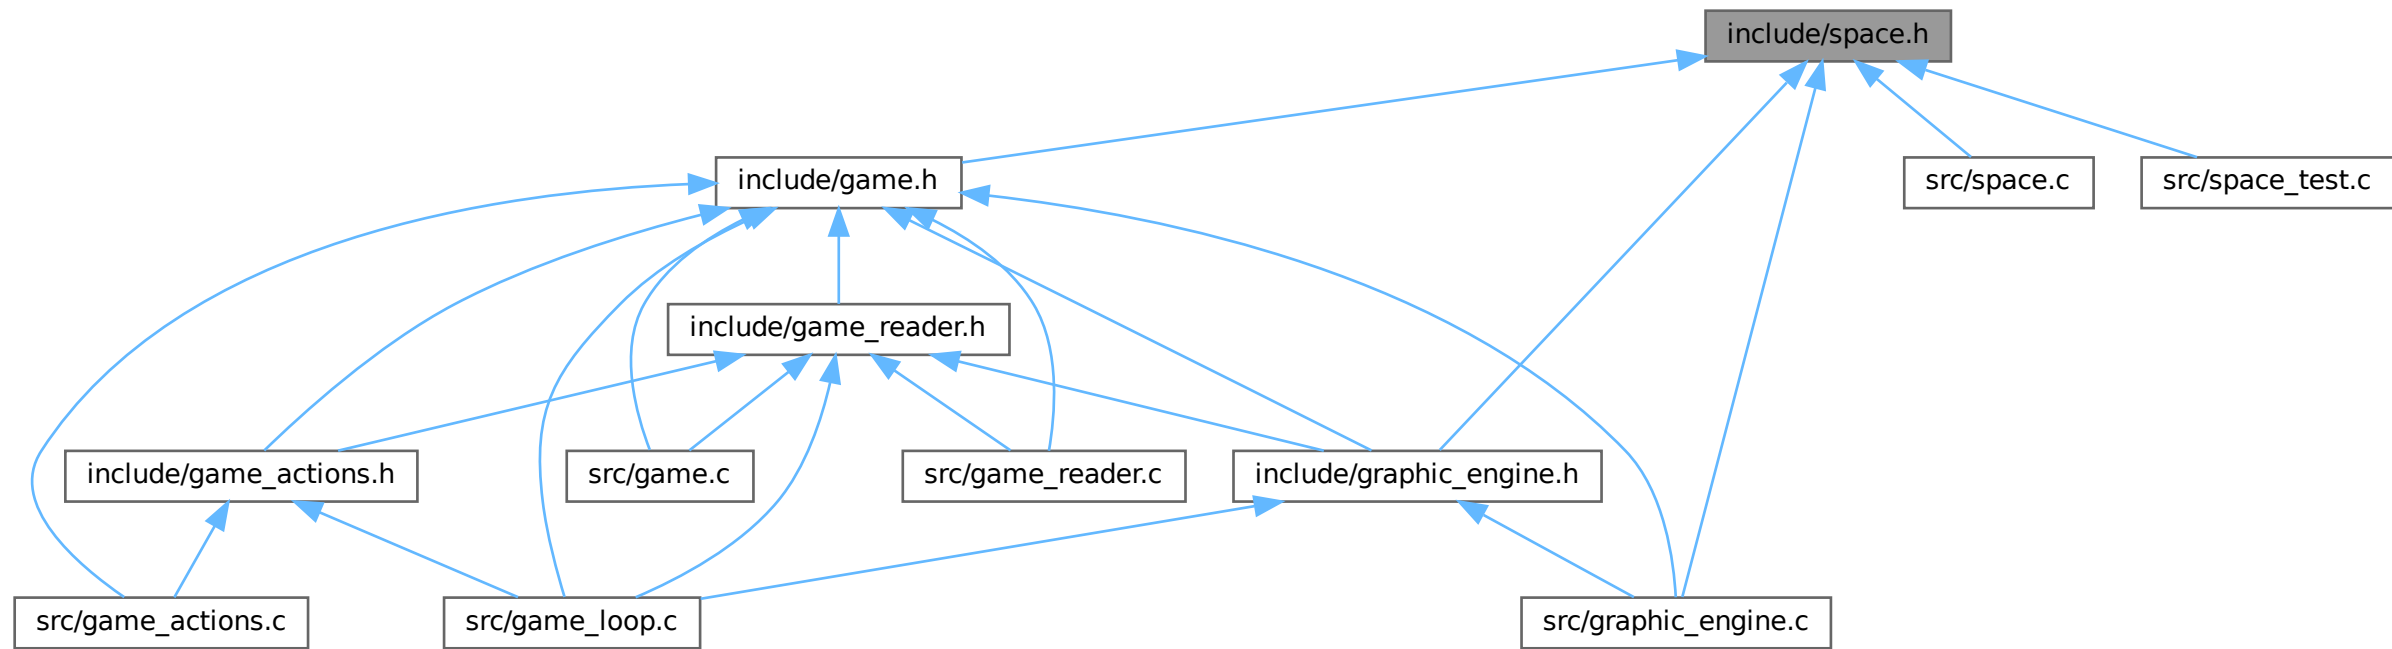 include/space.h
include/game.h
src/space.c
src/space_test.c
include/game_reader.h
include/game_actions.h
src/game.c
src/game_reader.c
include/graphic_engine.h
src/game_actions.c
src/game_loop.c
src/graphic_engine.c